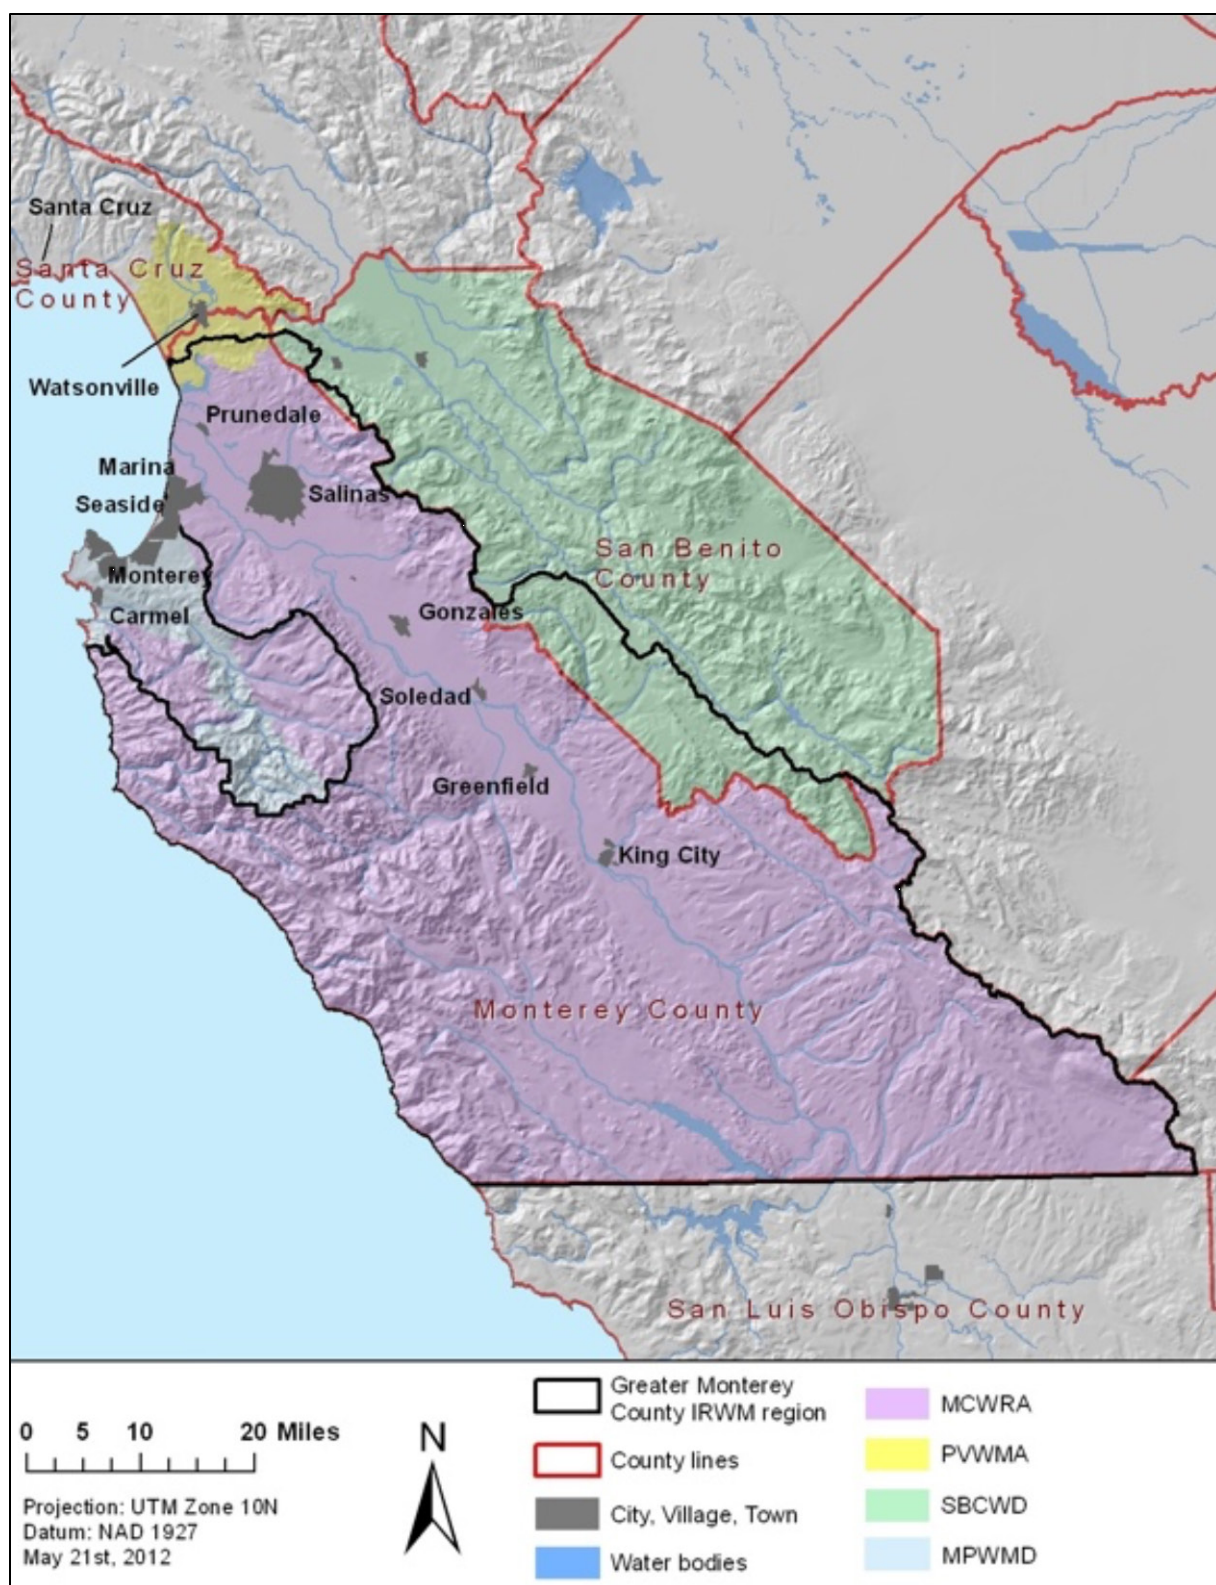 Santa Cruz
Santa Cruz
County
Watsonville
Prunedale
Marina
Salinas
Seaside
San Benito
County
Monterey
Carmel
Gonzales
Soledad
Greenfield
King City
Monterey County
San Luis Obispo County
0 5 10 20 Miles
Projection: UTM Zone 10N
Datum: NAD 1927
May 21st, 2012
N
Greater Monterey
County IRWM region
County lines
City, Village, Town
Water bodies
MCWRA
PVWMA
SBCWD
MPWMD